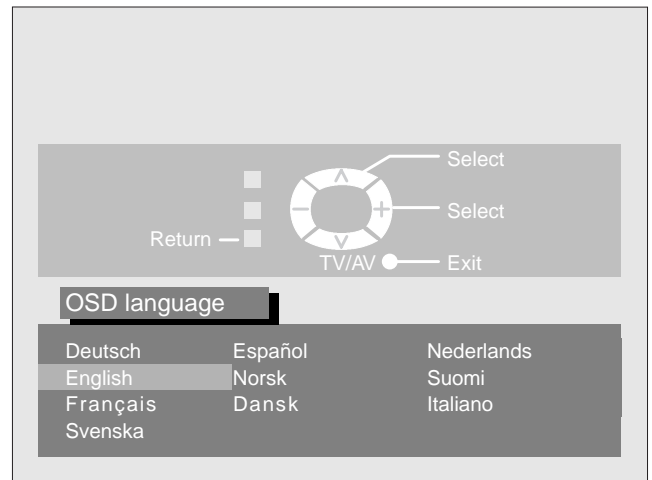 Select
Select
Return
TV/AV Exit
OSD language
Deutsch Español Nederlands
English Norsk Suomi
Français Dansk Italiano
Svenska